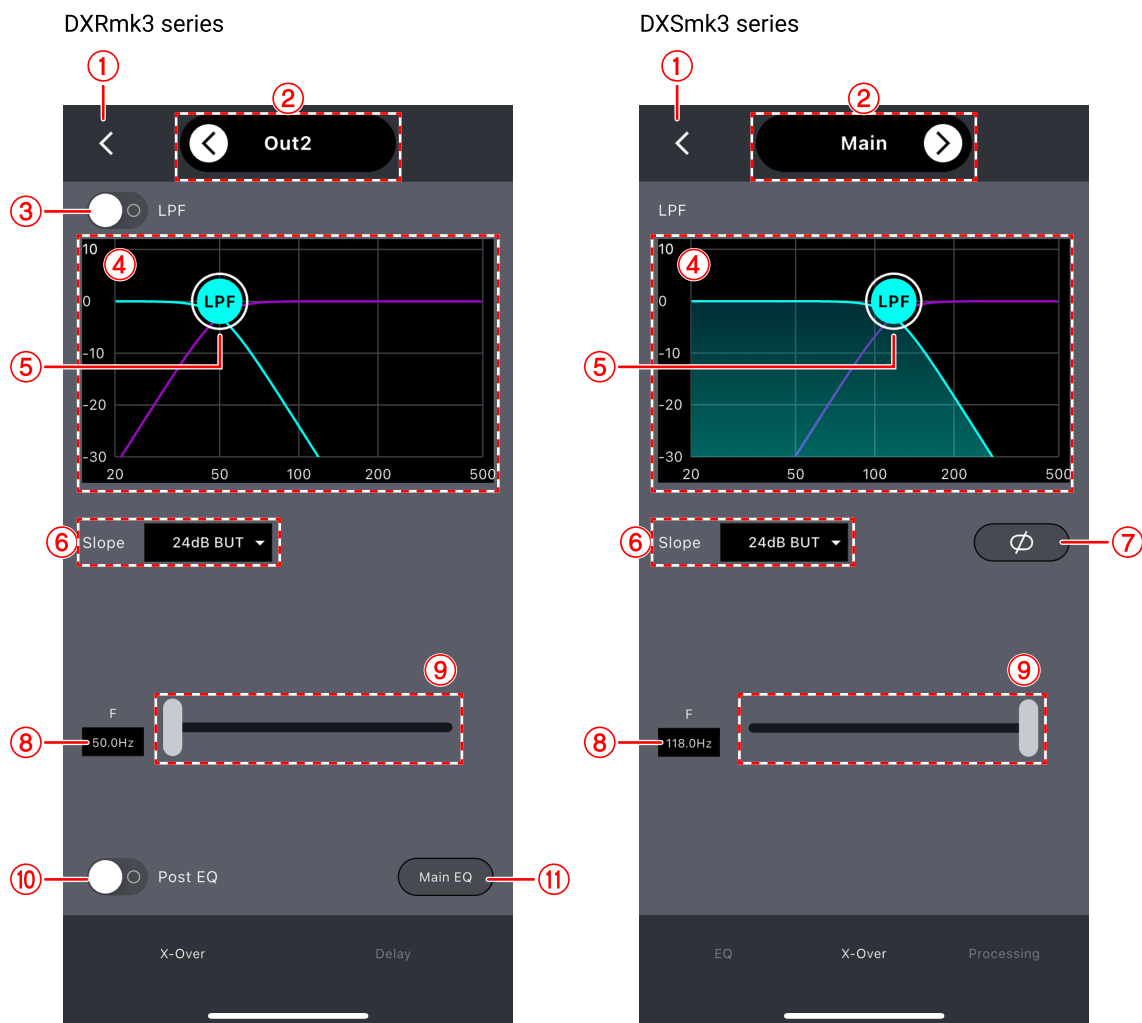 DXRmk3 series
①
②
Out2
③
LPF
10
④
0
LPF
⑤
-10
-20
-30
20 50 100 200 500
⑥
Slope 24dB BUT
⑨
F
⑧
50.0Hz
⑩
Post EQ
Main EQ
⑪
X-Over Delay
DXSmk3 series
①
②
Main
LPF
10
④
0
LPF
⑤
-10
-20
-30
20 50 100 200 500
⑥
Slope 24dB BUT
⑦
⑨
F
⑧
118.0Hz
EQ X-Over Processing